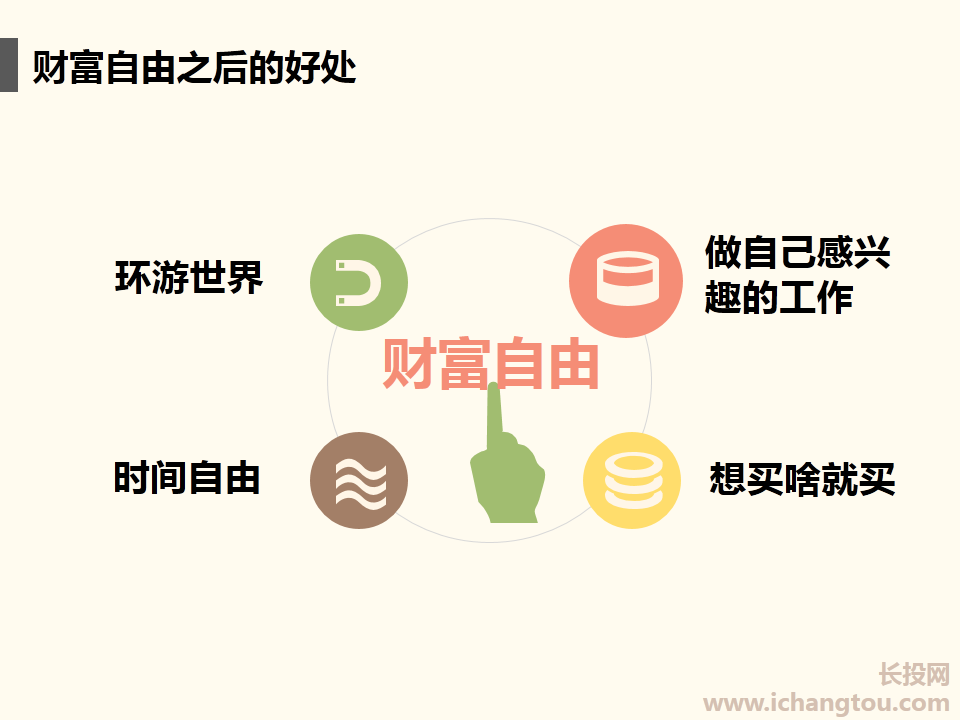 财富自由之后的好处
环游世界
做自己感兴
趣的工作
财富自由
时间自由
想买啥就买
长投网
www.ichangtou.com